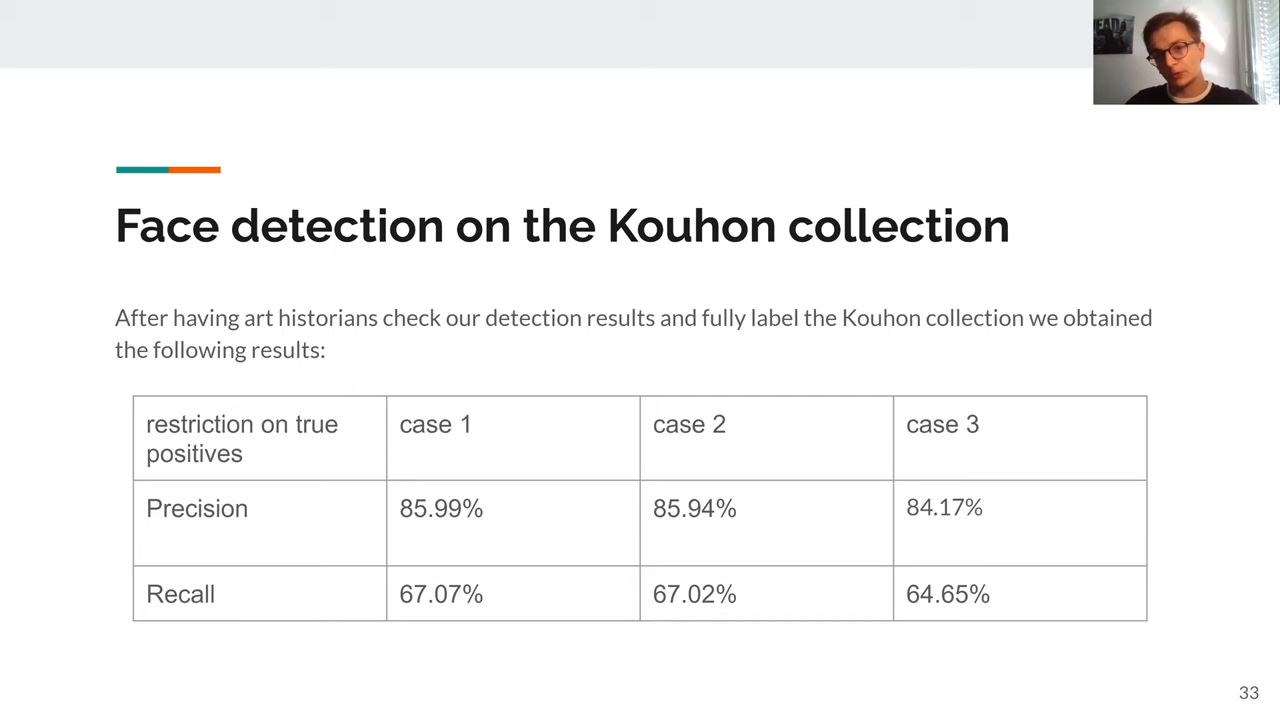 Face detection on the Kouhon collection
After having art historians check our detection results and fully label the Kouhon collection we obtained
the following results:
restriction on true
positives
case 1
case 2
case 3
Precision
85.99%
85.94%
84.17%
Recall
67.07%
67.02%
64.65%
33